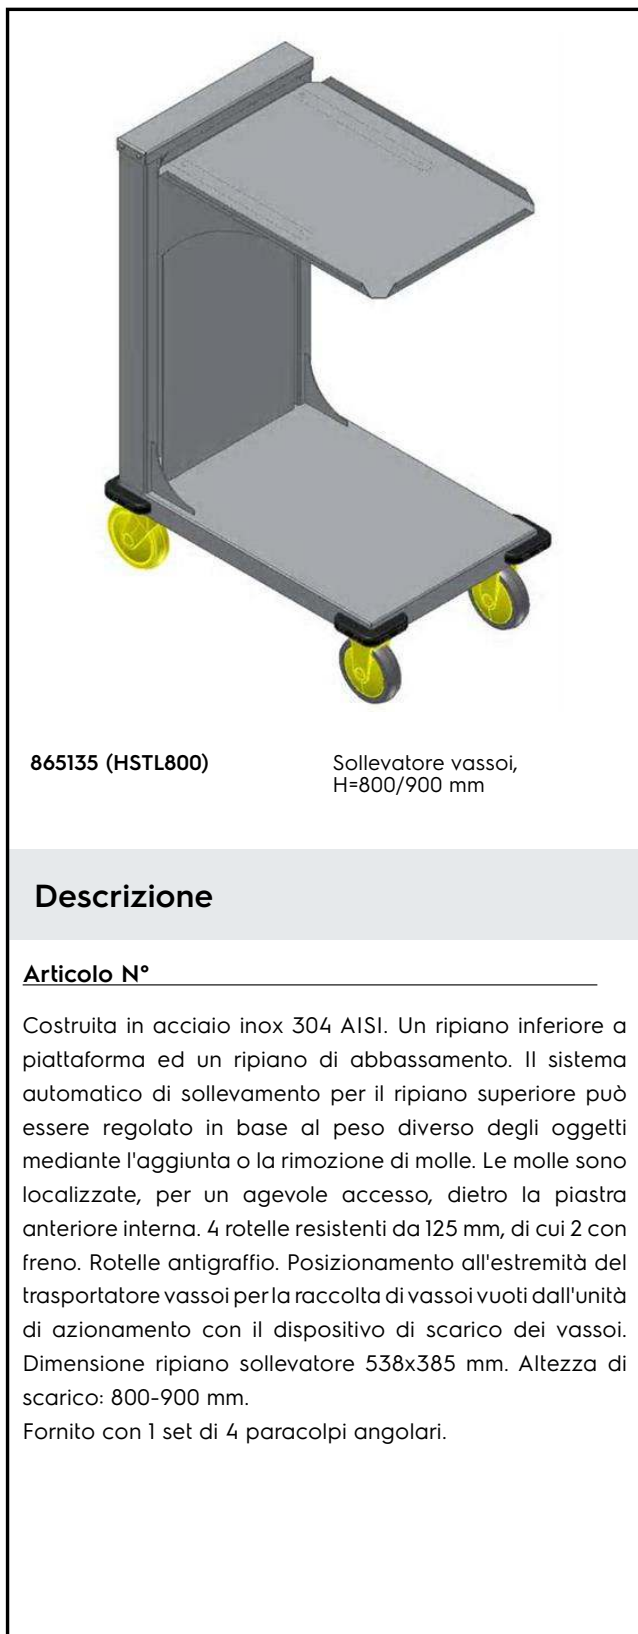 865135 (HSTL800)
Sollevatore vassoi,
H=800/900 mm
Descrizione
Articolo N°
Costruita in acciaio inox 304 AISI. Un ripiano inferiore a
piattaforma ed un ripiano di abbassamento. Il sistema
automatico di sollevamento per il ripiano superiore può
essere regolato in base al peso diverso degli oggetti
mediante l'aggiunta o la rimozione di molle. Le molle sono
localizzate, per un agevole accesso, dietro la piastra
anteriore interna. 4 rotelle resistenti da 125 mm, di cui 2 con
freno. Rotelle antigraffio. Posizionamento all'estremità del
trasportatore vassoi per la raccolta di vassoi vuoti dall'unità
di azionamento con il dispositivo di scarico dei vassoi.
Dimensione ripiano sollevatore 538x385 mm. Altezza di
scarico: 800-900 mm.
Fornito con 1 set di 4 paracolpi angolari.